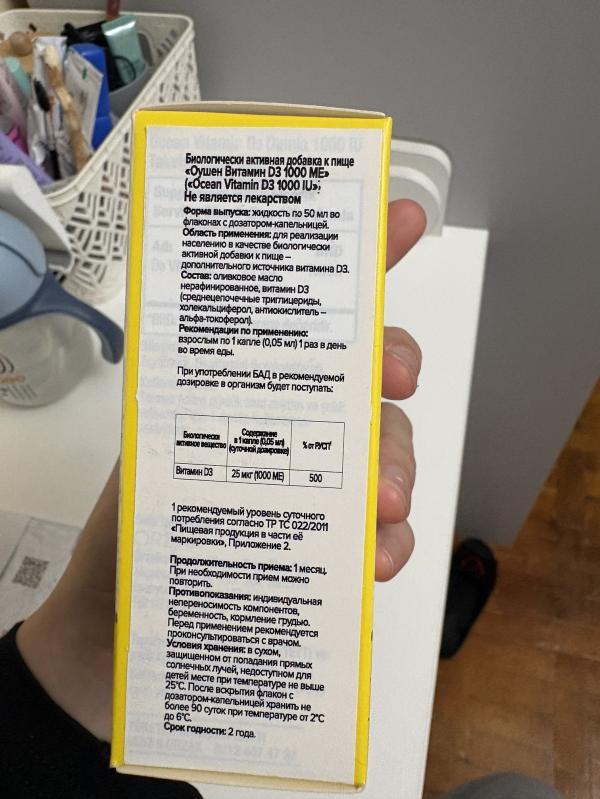 Биологически активная добавка к пище
«Оушен Витамин D3 1000 МЕ»
(«Ocean Vitamin D3 1000 IU»)
Не является лекарством
Форма выпуска: жидкость по 50 мл во
флаконах с дозатором-капельницей.
Область применения: для реализации
населению в качестве биологически
активной добавки к пище –
дополнительного источника витамина D3.
Состав: оливковое масло
нерафинированное, витамин D3
(среднецепочечные триглицериды,
холекальциферол, антиокислитель –
альфа-токоферол).
Рекомендации по применению:
взрослым по 1 капле (0,05 мл) 1 раз в день
во время еды.
При употреблении БАД в рекомендуемой
дозировке в организм будет поступать:
Биологически активное вещество
Содержание в 1 капле (0,05 мл) (суточной дозировке)
% от РУСП¹
Витамин D3 25 мкг (1000 МЕ) 500
1 рекомендуемый уровень суточного
потребления согласно ТР ТС 022/2011
«Пищевая продукция в части её
маркировки», Приложение 2.
Продолжительность приема: 1 месяц.
При необходимости прием можно
повторить.
Противопоказания: индивидуальная
непереносимость компонентов,
беременность, кормление грудью.
Перед применением рекомендуется
проконсультироваться с врачом.
Условия хранения: в сухом,
защищенном от попадания прямых
солнечных лучей, недоступном для
детей месте при температуре не выше
25°С. После вскрытия флакон с
дозатором-капельницей хранить не
более 90 суток при температуре от 2°С
до 6°С.
Срок годности: 2 года.